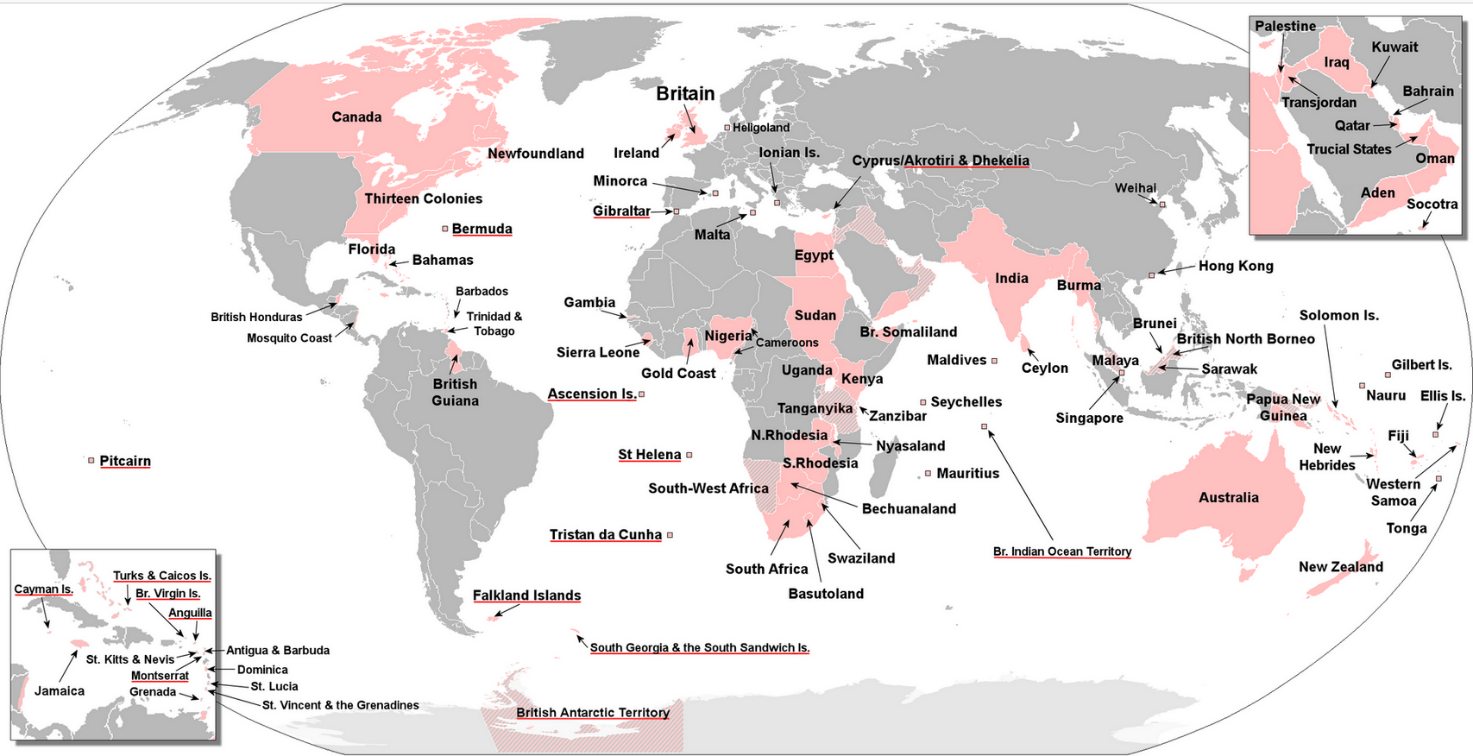 Canada
Newfoundland
Thirteen Colonies
Bermuda
Florida
Bahamas
British Honduras
Mosquito Coast
Barbados
Trinidad &
Tobago
British
Guiana
Pitcairn
Britain
Ireland
Heligoland
Ionian Is.
Minorca
Gibraltar
Malta
Cyprus/Akrotiri & Dhekelia
Weihai
Hong Kong
Egypt
Sudan
Gambia
Sierra Leone
Gold Coast
Nigeria
Cameroons
Br. Somaliland
Uganda
Kenya
Tanganyika
Zanzibar
N.Rhodesia
Nyasaland
S.Rhodesia
South-West Africa
Bechuanaland
Swaziland
South Africa
Basutoland
Ascension Is.
St Helena
Tristan da Cunha
Falkland Islands
South Georgia & the South Sandwich Is.
British Antarctic Territory
India
Burma
Ceylon
Maldives
Seychelles
Mauritius
Br. Indian Ocean Territory
Malaya
Singapore
Brunei
British North Borneo
Sarawak
Papua New
Guinea
Solomon Is.
Gilbert Is.
Nauru
Ellis Is.
Fiji
New
Hebrides
Western
Samoa
Tonga
Australia
New Zealand
Palestine
Iraq
Kuwait
Transjordan
Bahrain
Qatar
Trucial States
Oman
Aden
Socotra
Cayman Is.
Turks & Caicos Is.
Br. Virgin Is.
Anguilla
St. Kitts & Nevis
Antigua & Barbuda
Montserrat
Dominica
Jamaica
Grenada
St. Lucia
St. Vincent & the Grenadines